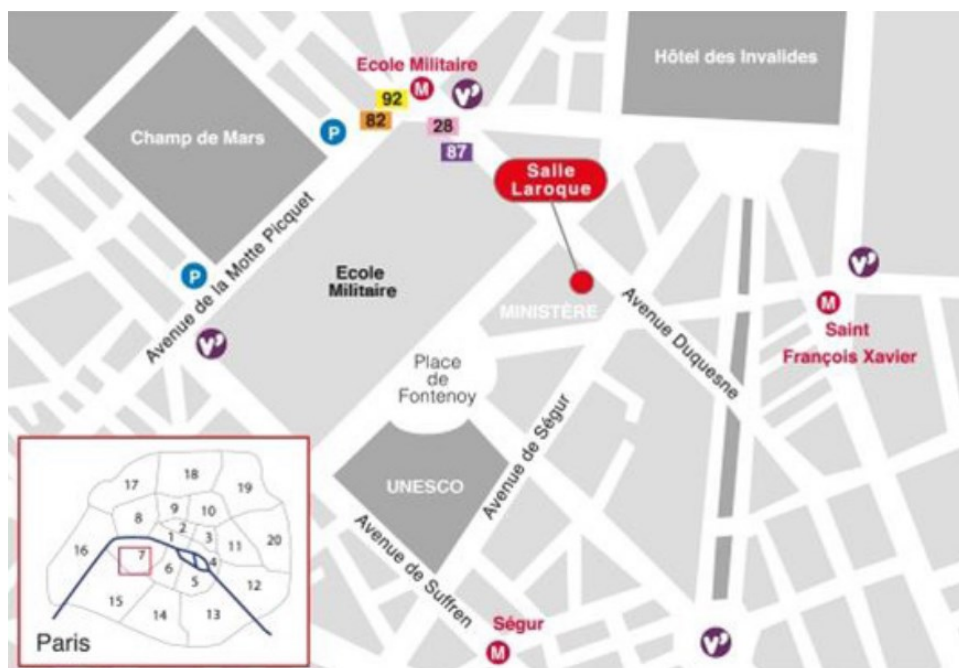 Hôtel des Invalides
Ecole Militaire
M
V'
92
82
28
87
P
Champ de Mars
Salle
Laroque
Avenue de la Motte Picquet
P
Ecole
Militaire
V'
MINISTÈRE
Avenue Duquesne
V'
M
Saint
François Xavier
Place
de
Fontenoy
Avenue de Ségur
UNESCO
Avenue de Suffren
Ségur
M
V'
17
18
19
8
9
10
2
1
3
11
20
16
7
6
4
5
12
15
14
13
Paris